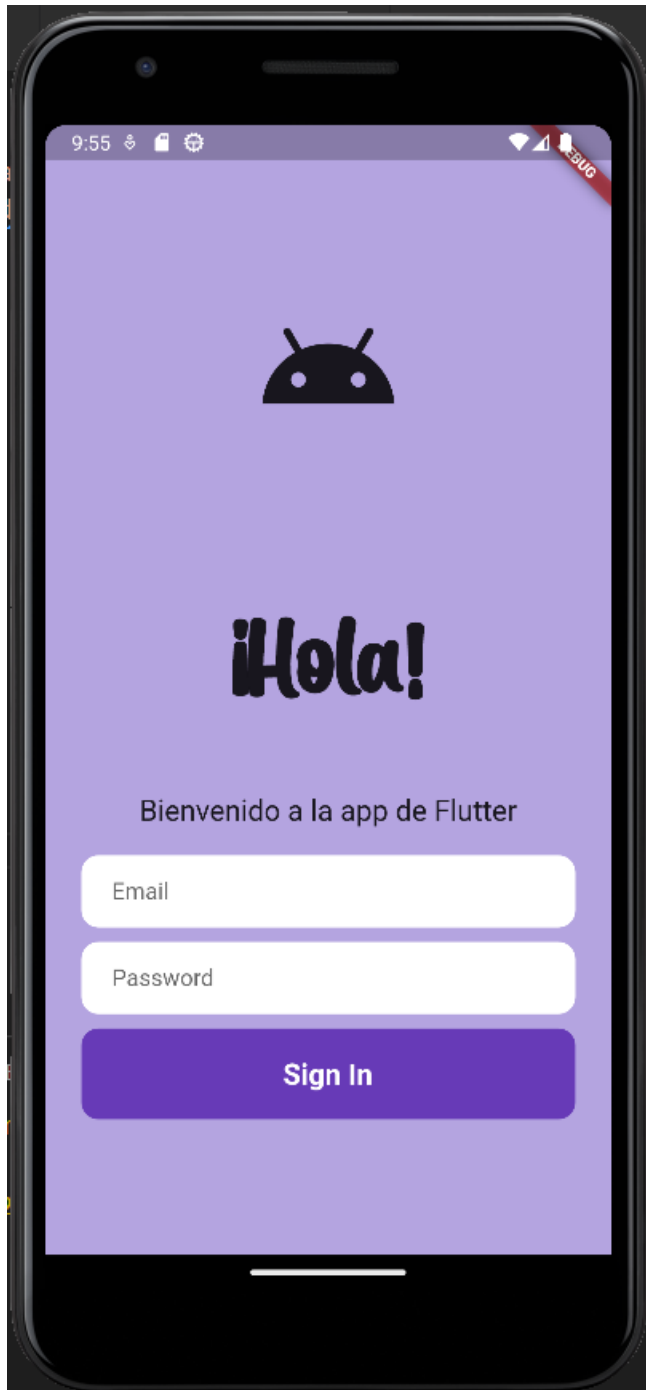 9:55
DEBUG
¡Hola!
Bienvenido a la app de Flutter
Email
Password
Sign In